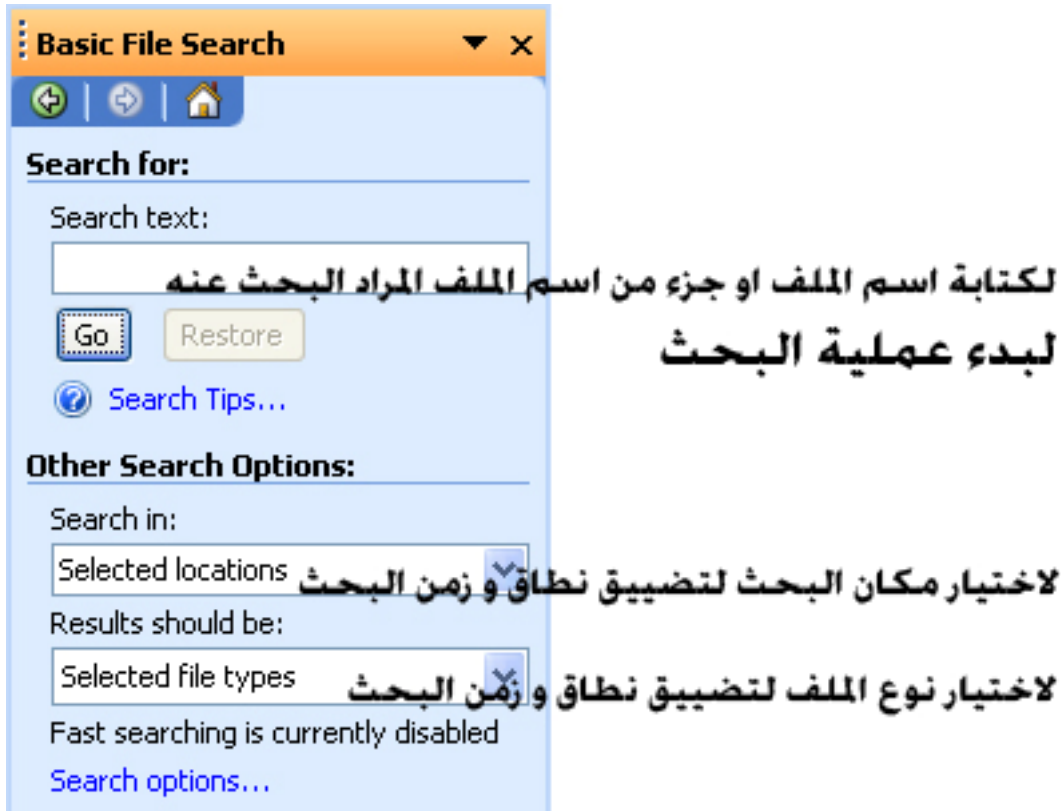 Basic File Search
Search for:
Search text:
لكتابة اسم الملف او جزء من اسم الملف المراد البحث عنه
Go Restore
لبدء عملية البحث
Search Tips...
Other Search Options:
Search in:
Selected locations
لاختيار مكان البحث لتضييق نطاق و زمن البحث
Results should be:
Selected file types
لاختيار نوع الملف لتضييق نطاق و زمن البحث
Fast searching is currently disabled
Search options...